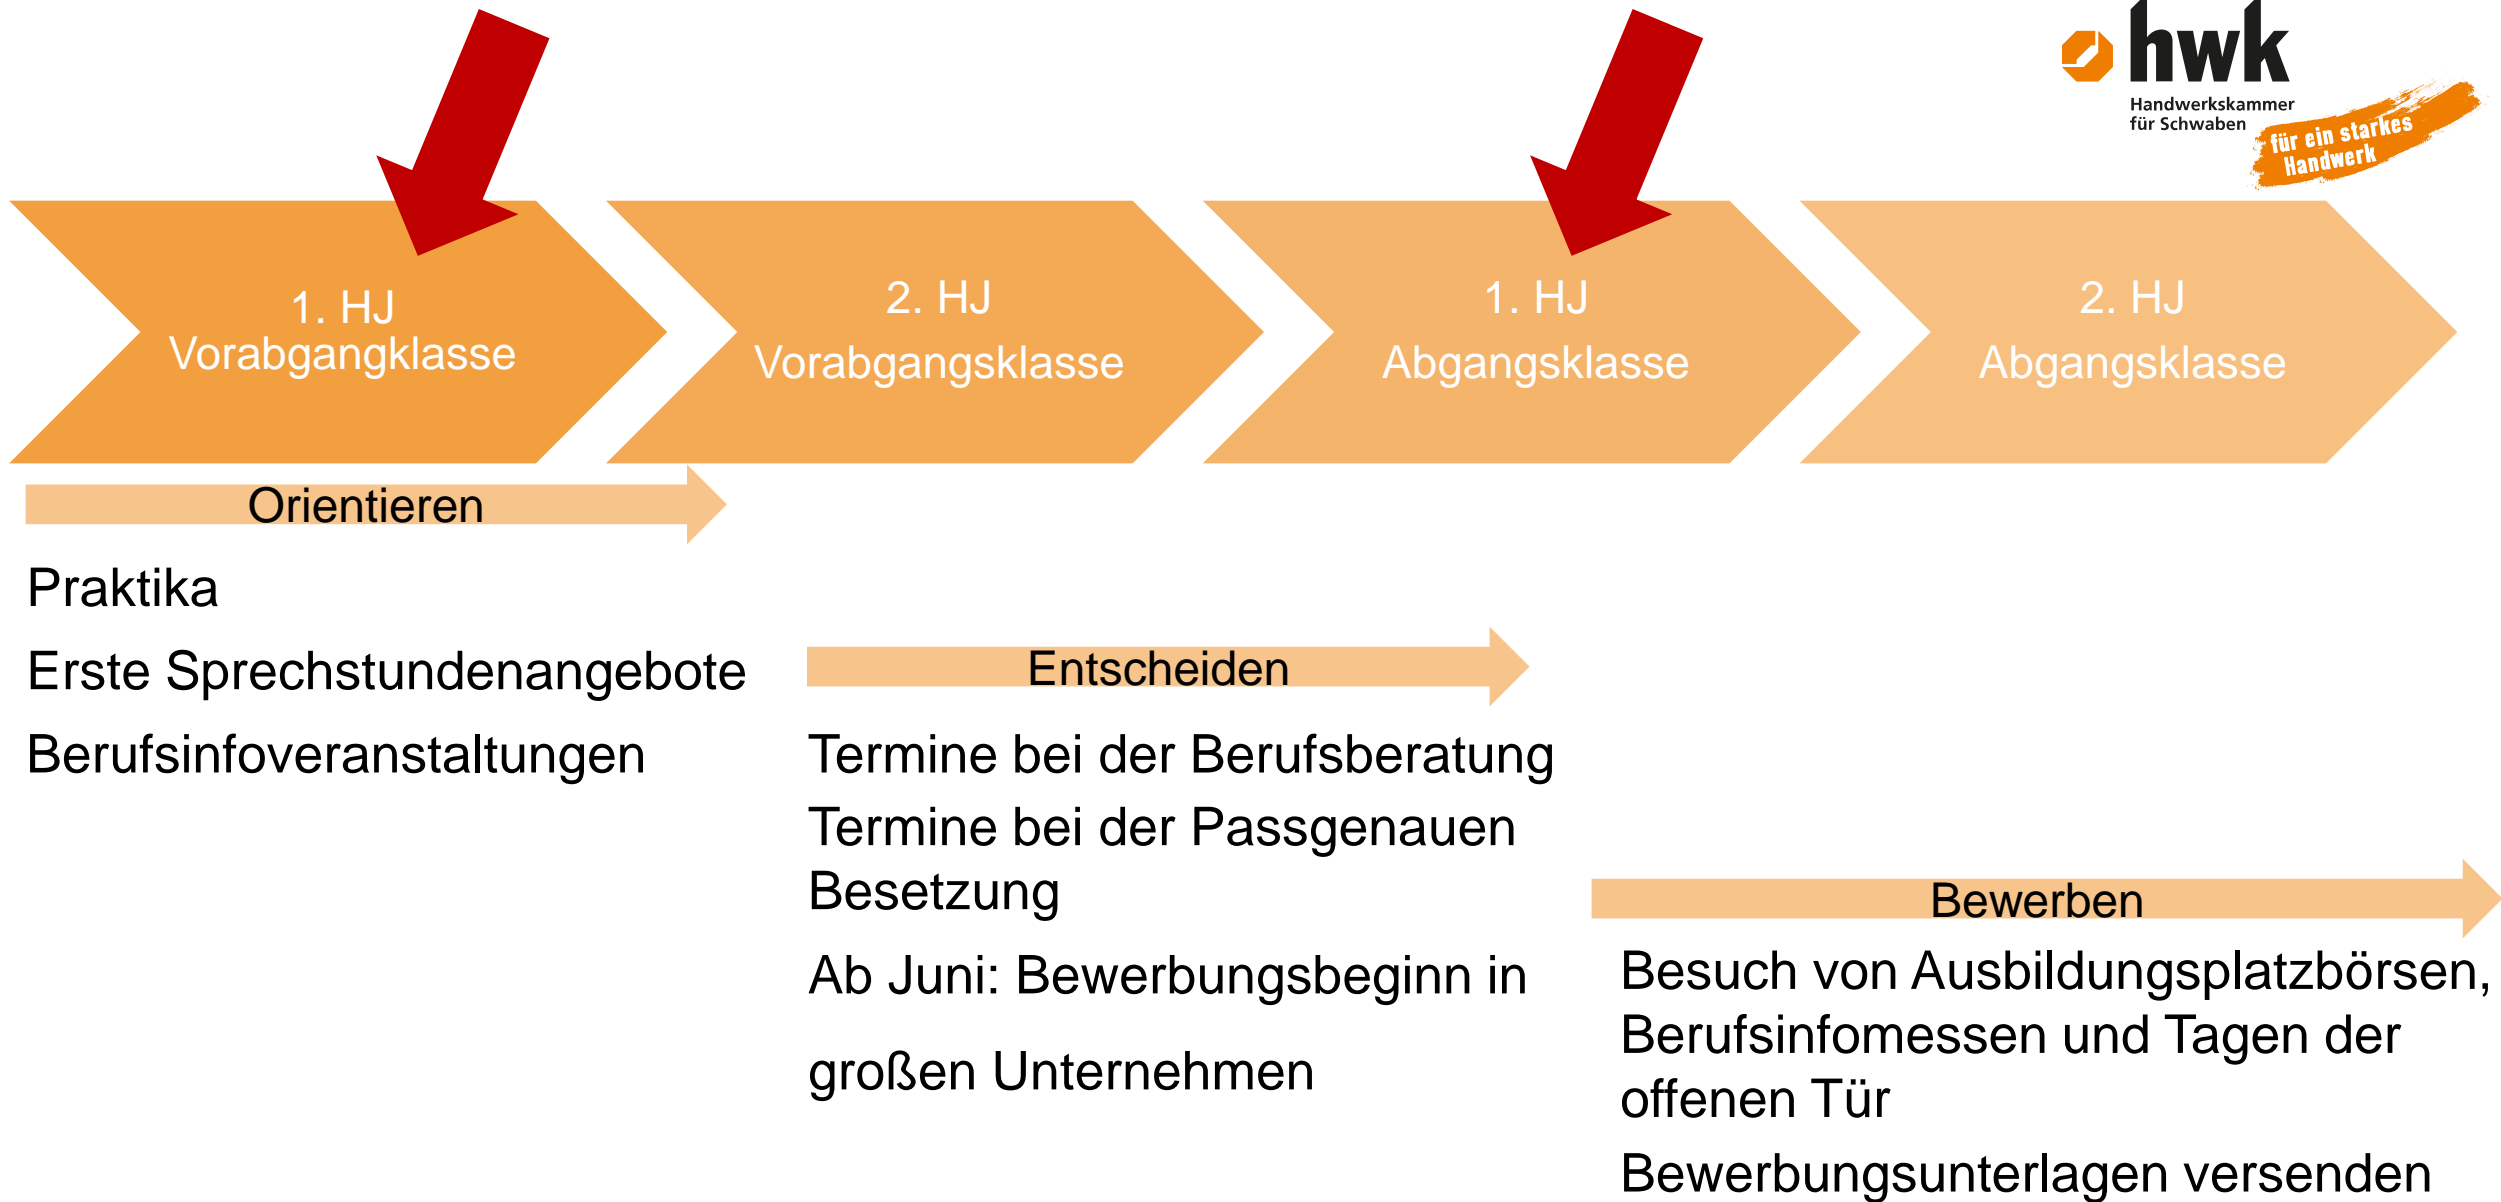 hwk
Handwerkskammer
für Schwaben
für ein starkes
Handwerk
1. HJ
Vorabgangklasse
2. HJ
Vorabgangsklasse
1. HJ
Abgangsklasse
2. HJ
Abgangsklasse
Orientieren
Praktika
Erste Sprechstundenangebote
Berufsinfoveranstaltungen
Entscheiden
Termine bei der Berufsberatung
Termine bei der Passgenauen
Besetzung
Ab Juni: Bewerbungsbeginn in
großen Unternehmen
Bewerben
Besuch von Ausbildungsplatzbörsen,
Berufsinfomessen und Tagen der
offenen Tür
Bewerbungsunterlagen versenden